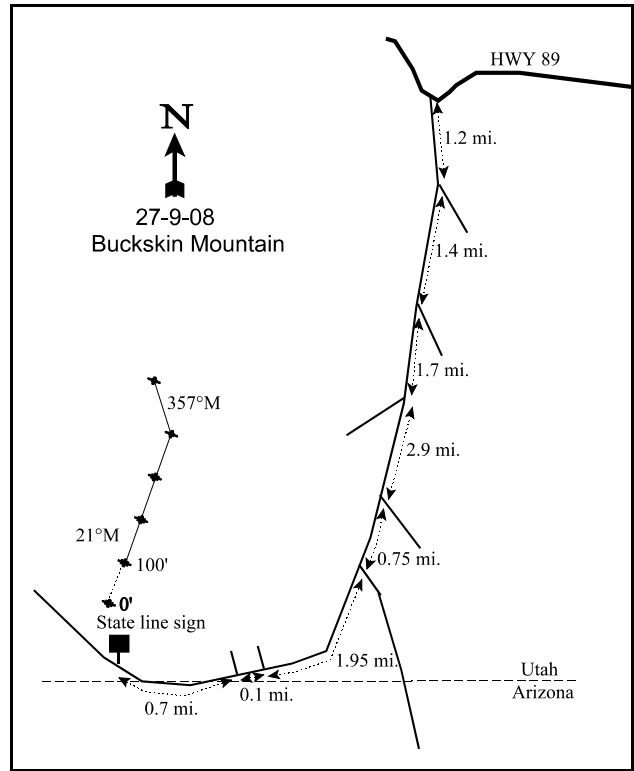 HWY 89
1.2 mi.
N
27-9-08
Buckskin Mountain
1.4 mi.
1.7 mi.
357°M
2.9 mi.
21°M
100'
0.75 mi.
0'
State line sign
1.95 mi.
Utah
Arizona
0.1 mi.
0.7 mi.